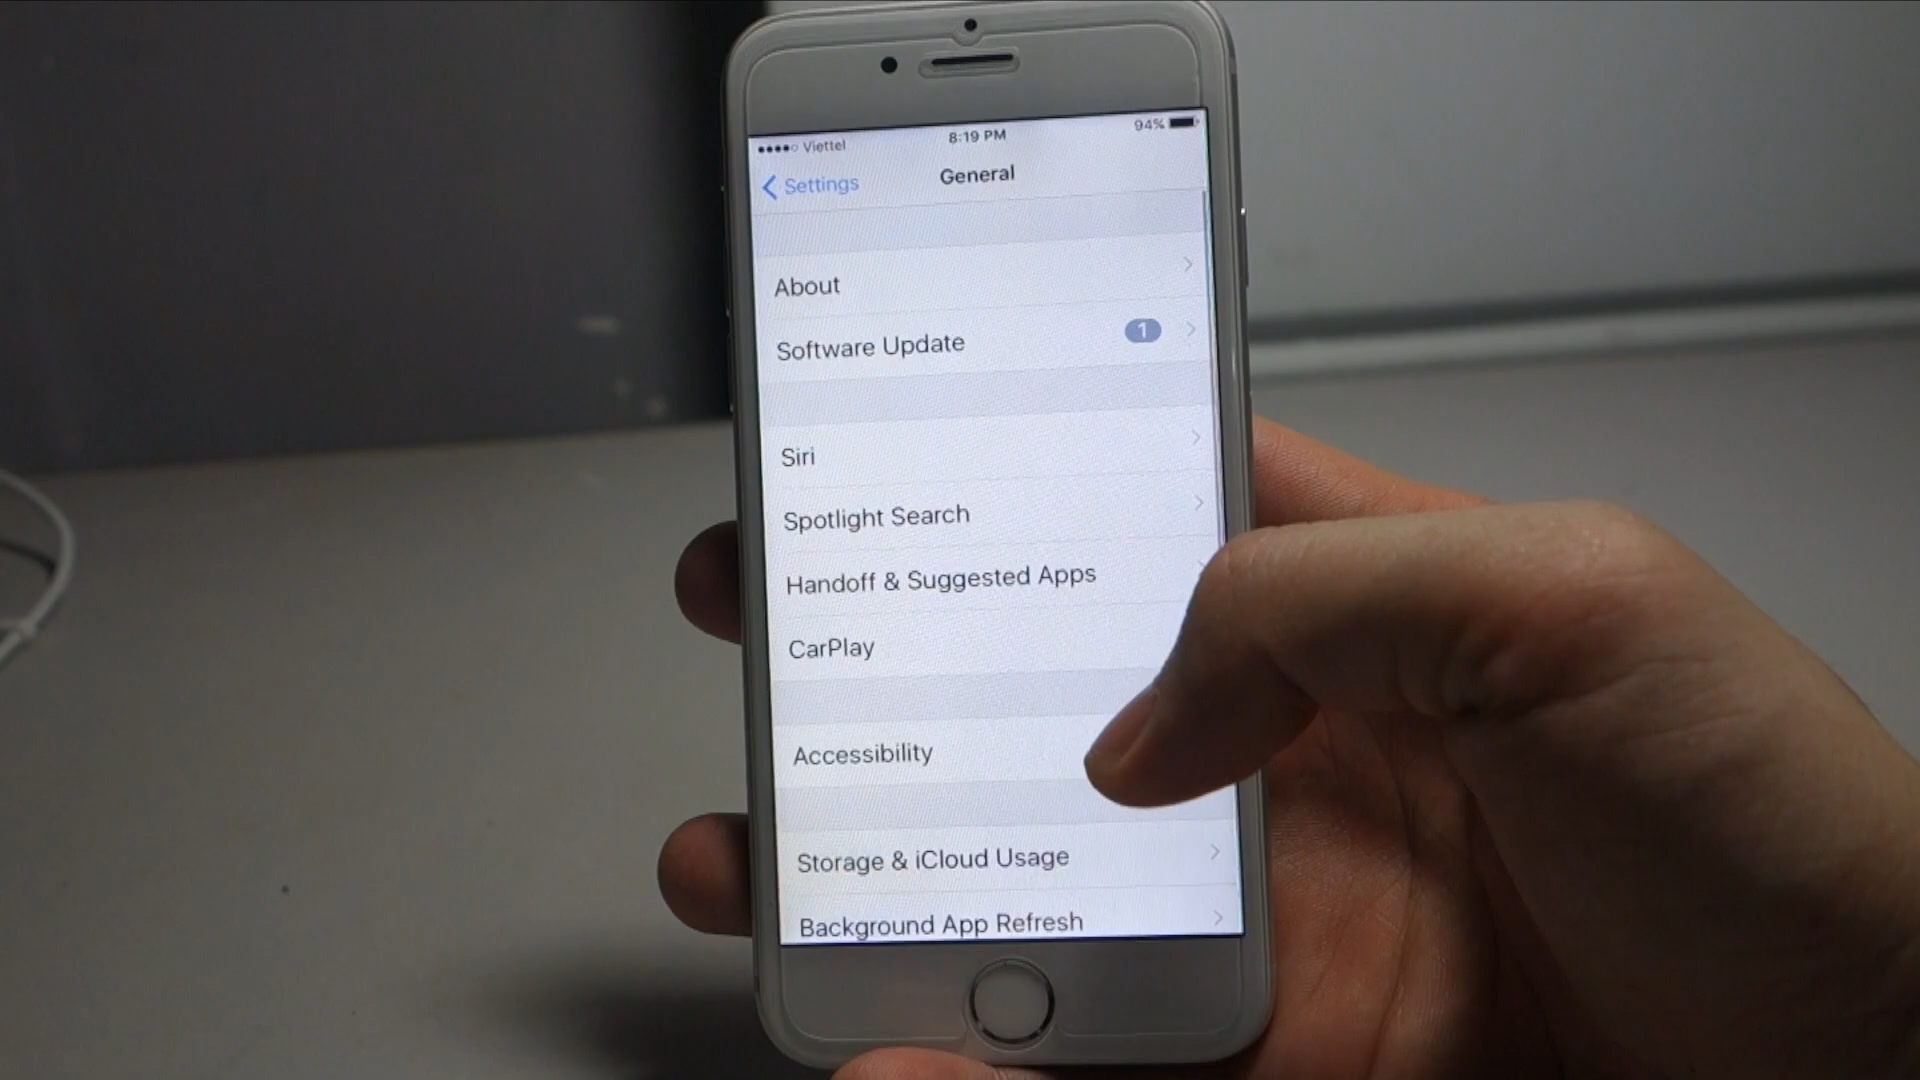 Viettel 8:19 PM 94%
Settings General
About
Software Update 1
Siri
Spotlight Search
Handoff & Suggested Apps
CarPlay
Accessibility
Storage & iCloud Usage
Background App Refresh